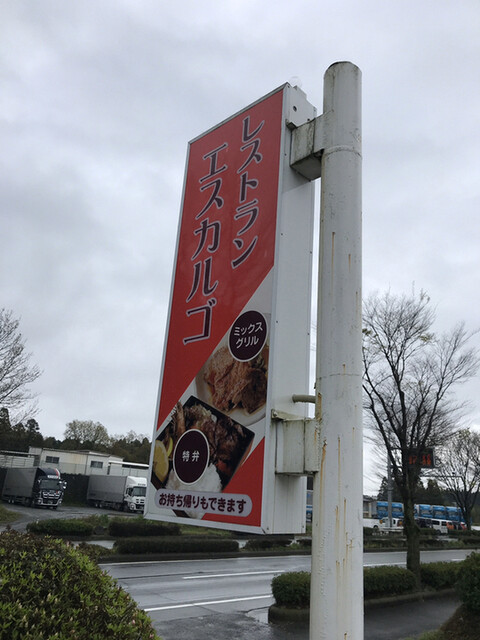 レストラン
エスカルゴ
ミックス
グリル
特弁
お持ち帰りもできます